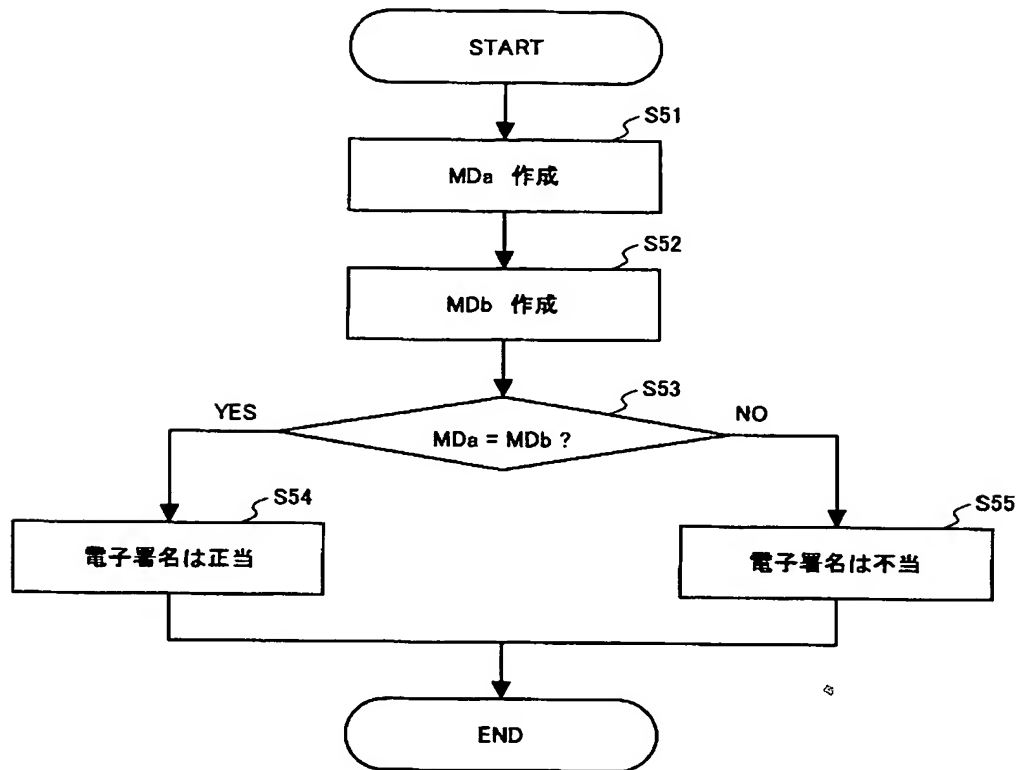 START
S51
MDa 作成
S52
MDb 作成
S53
YES
NO
MDa = MDb ?
S54
S55
電子署名は正当
電子署名は不当
END